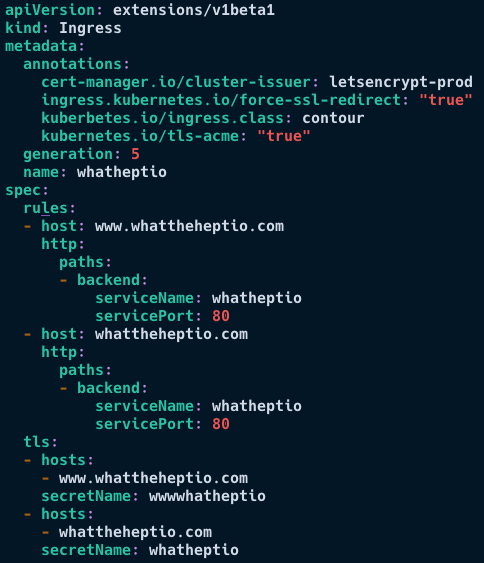 apiVersion: extensions/v1beta1
kind: Ingress
metadata:
  annotations:
    cert-manager.io/cluster-issuer: letsencrypt-prod
    ingress.kubernetes.io/force-ssl-redirect: "true"
    kuberbetes.io/ingress.class: contour
    kubernetes.io/tls-acme: "true"
  generation: 5
  name: whatheptio
spec:
  rules:
  - host: www.whattheheptio.com
    http:
      paths:
      - backend:
          serviceName: whatheptio
          servicePort: 80
  - host: whattheheptio.com
    http:
      paths:
      - backend:
          serviceName: whatheptio
          servicePort: 80
  tls:
  - hosts:
    - www.whattheheptio.com
    secretName: wwwwhatheptio
  - hosts:
    - whattheheptio.com
    secretName: whatheptio